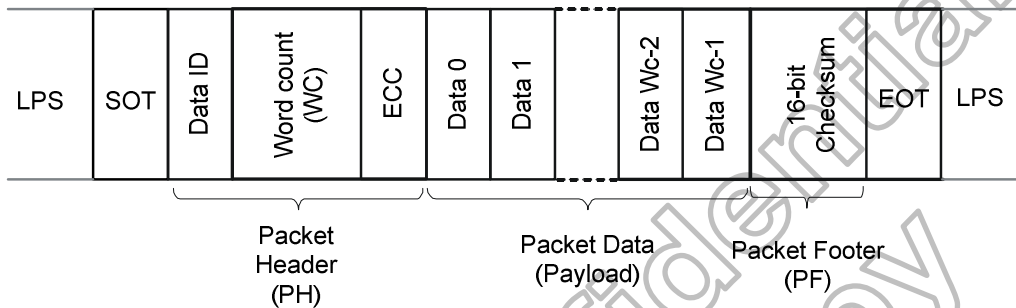 LPS
SOT
Data ID
Word count
(WC)
ECC
Data 0
Data 1
Data Wc-2
Data Wc-1
16-bit
Checksum
EOT
LPS
Packet
Header
(PH)
Packet Data
(Payload)
Packet Footer
(PF)